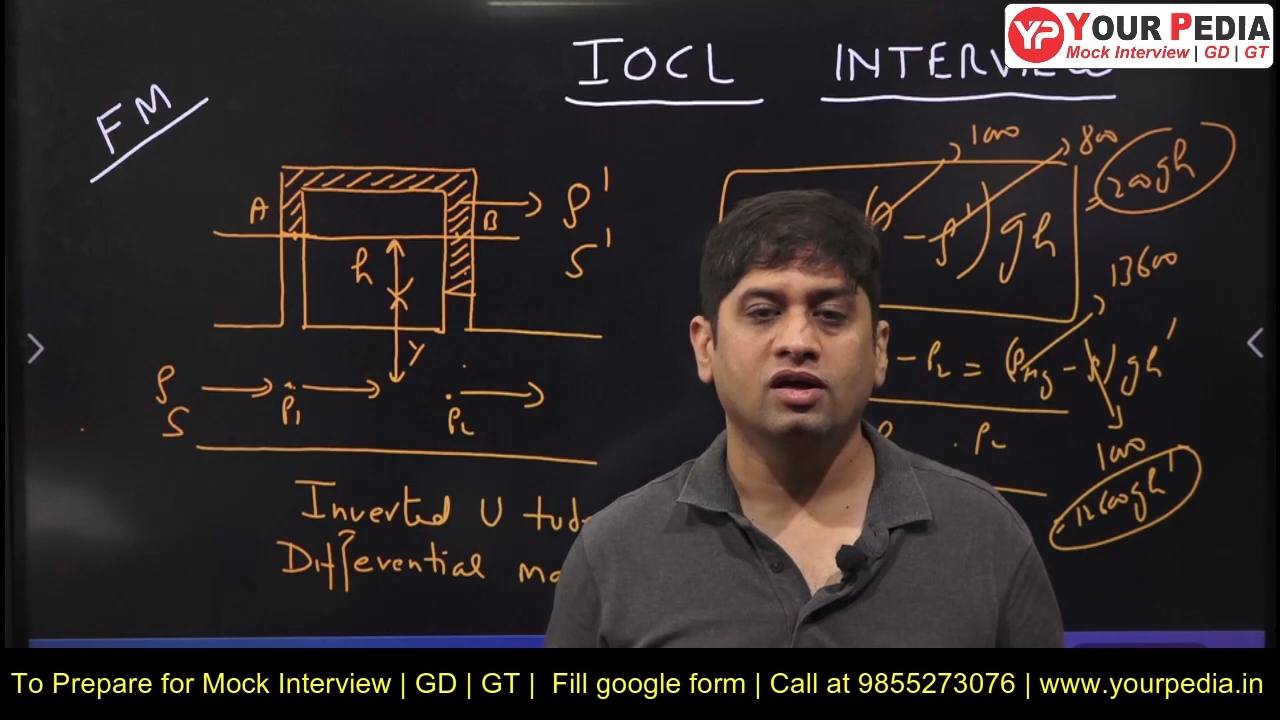 YP YOUR PEDIA
Mock Interview | GD | GT
IOCL INTERVIEW
FM
A
B
ρ'
S'
h
y
ρ
S
P1
P2
Inverted U
Differential
1000
800
- ρ') gh
= 200gh
13600
- P2 = (ρHg - ρ) gh'
1000
= 12600gh'
. P2
To Prepare for Mock Interview | GD | GT | Fill google form | Call at 9855273076 | www.yourpedia.in